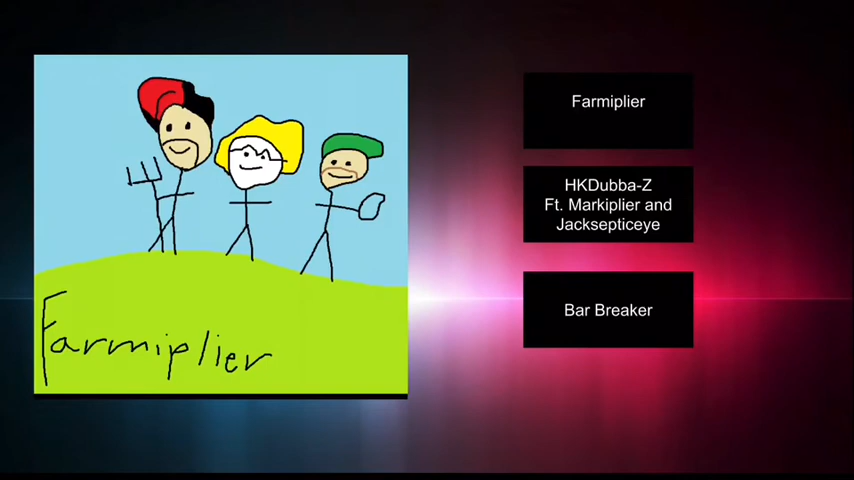 Farmiplier
Farmiplier
HKDubba-Z
Ft. Markiplier and
Jacksepticeye
Bar Breaker